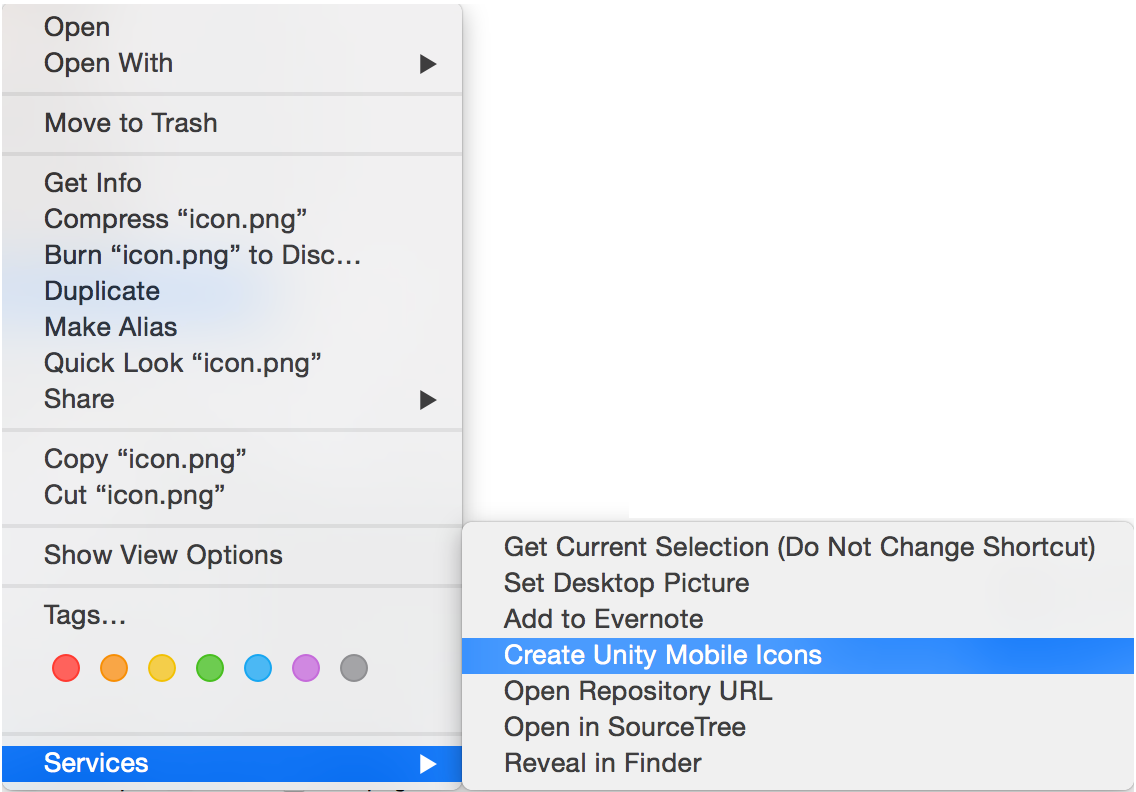 Open
Open With
Move to Trash
Get Info
Compress “icon.png”
Burn “icon.png” to Disc…
Duplicate
Make Alias
Quick Look “icon.png”
Share
Copy “icon.png”
Cut “icon.png”
Show View Options
Tags…
Services
Get Current Selection (Do Not Change Shortcut)
Set Desktop Picture
Add to Evernote
Create Unity Mobile Icons
Open Repository URL
Open in SourceTree
Reveal in Finder